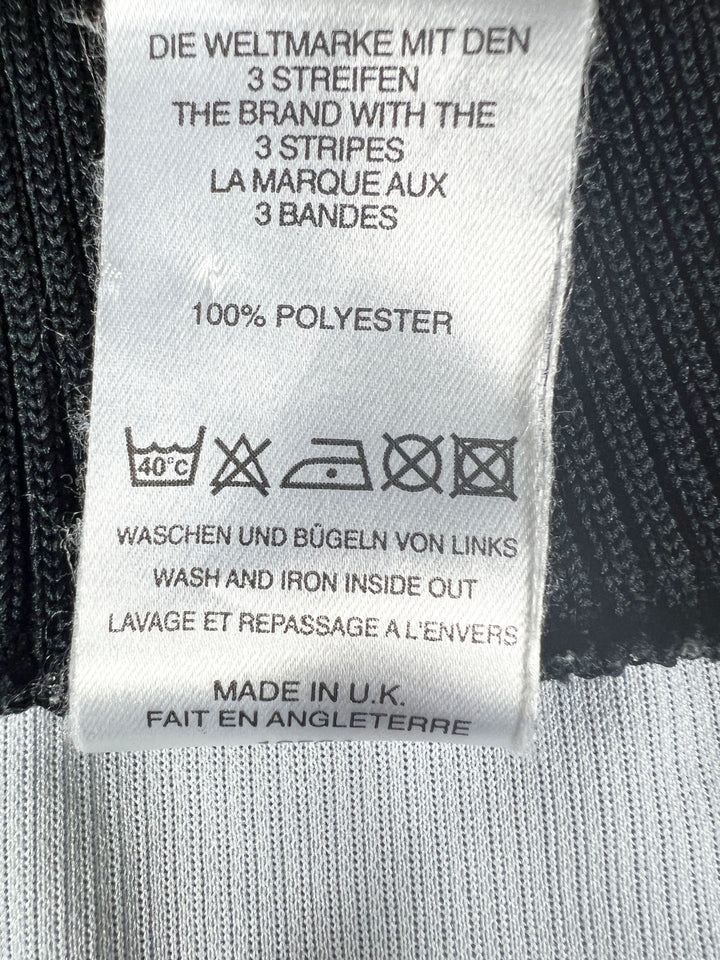 DIE WELTMARKE MIT DEN
3 STREIFEN
THE BRAND WITH THE
3 STRIPES
LA MARQUE AUX
3 BANDES
100% POLYESTER
40°C
WASCHEN UND BÜGELN VON LINKS
WASH AND IRON INSIDE OUT
LAVAGE ET REPASSAGE A L'ENVERS
MADE IN U.K.
FAIT EN ANGLETERRE